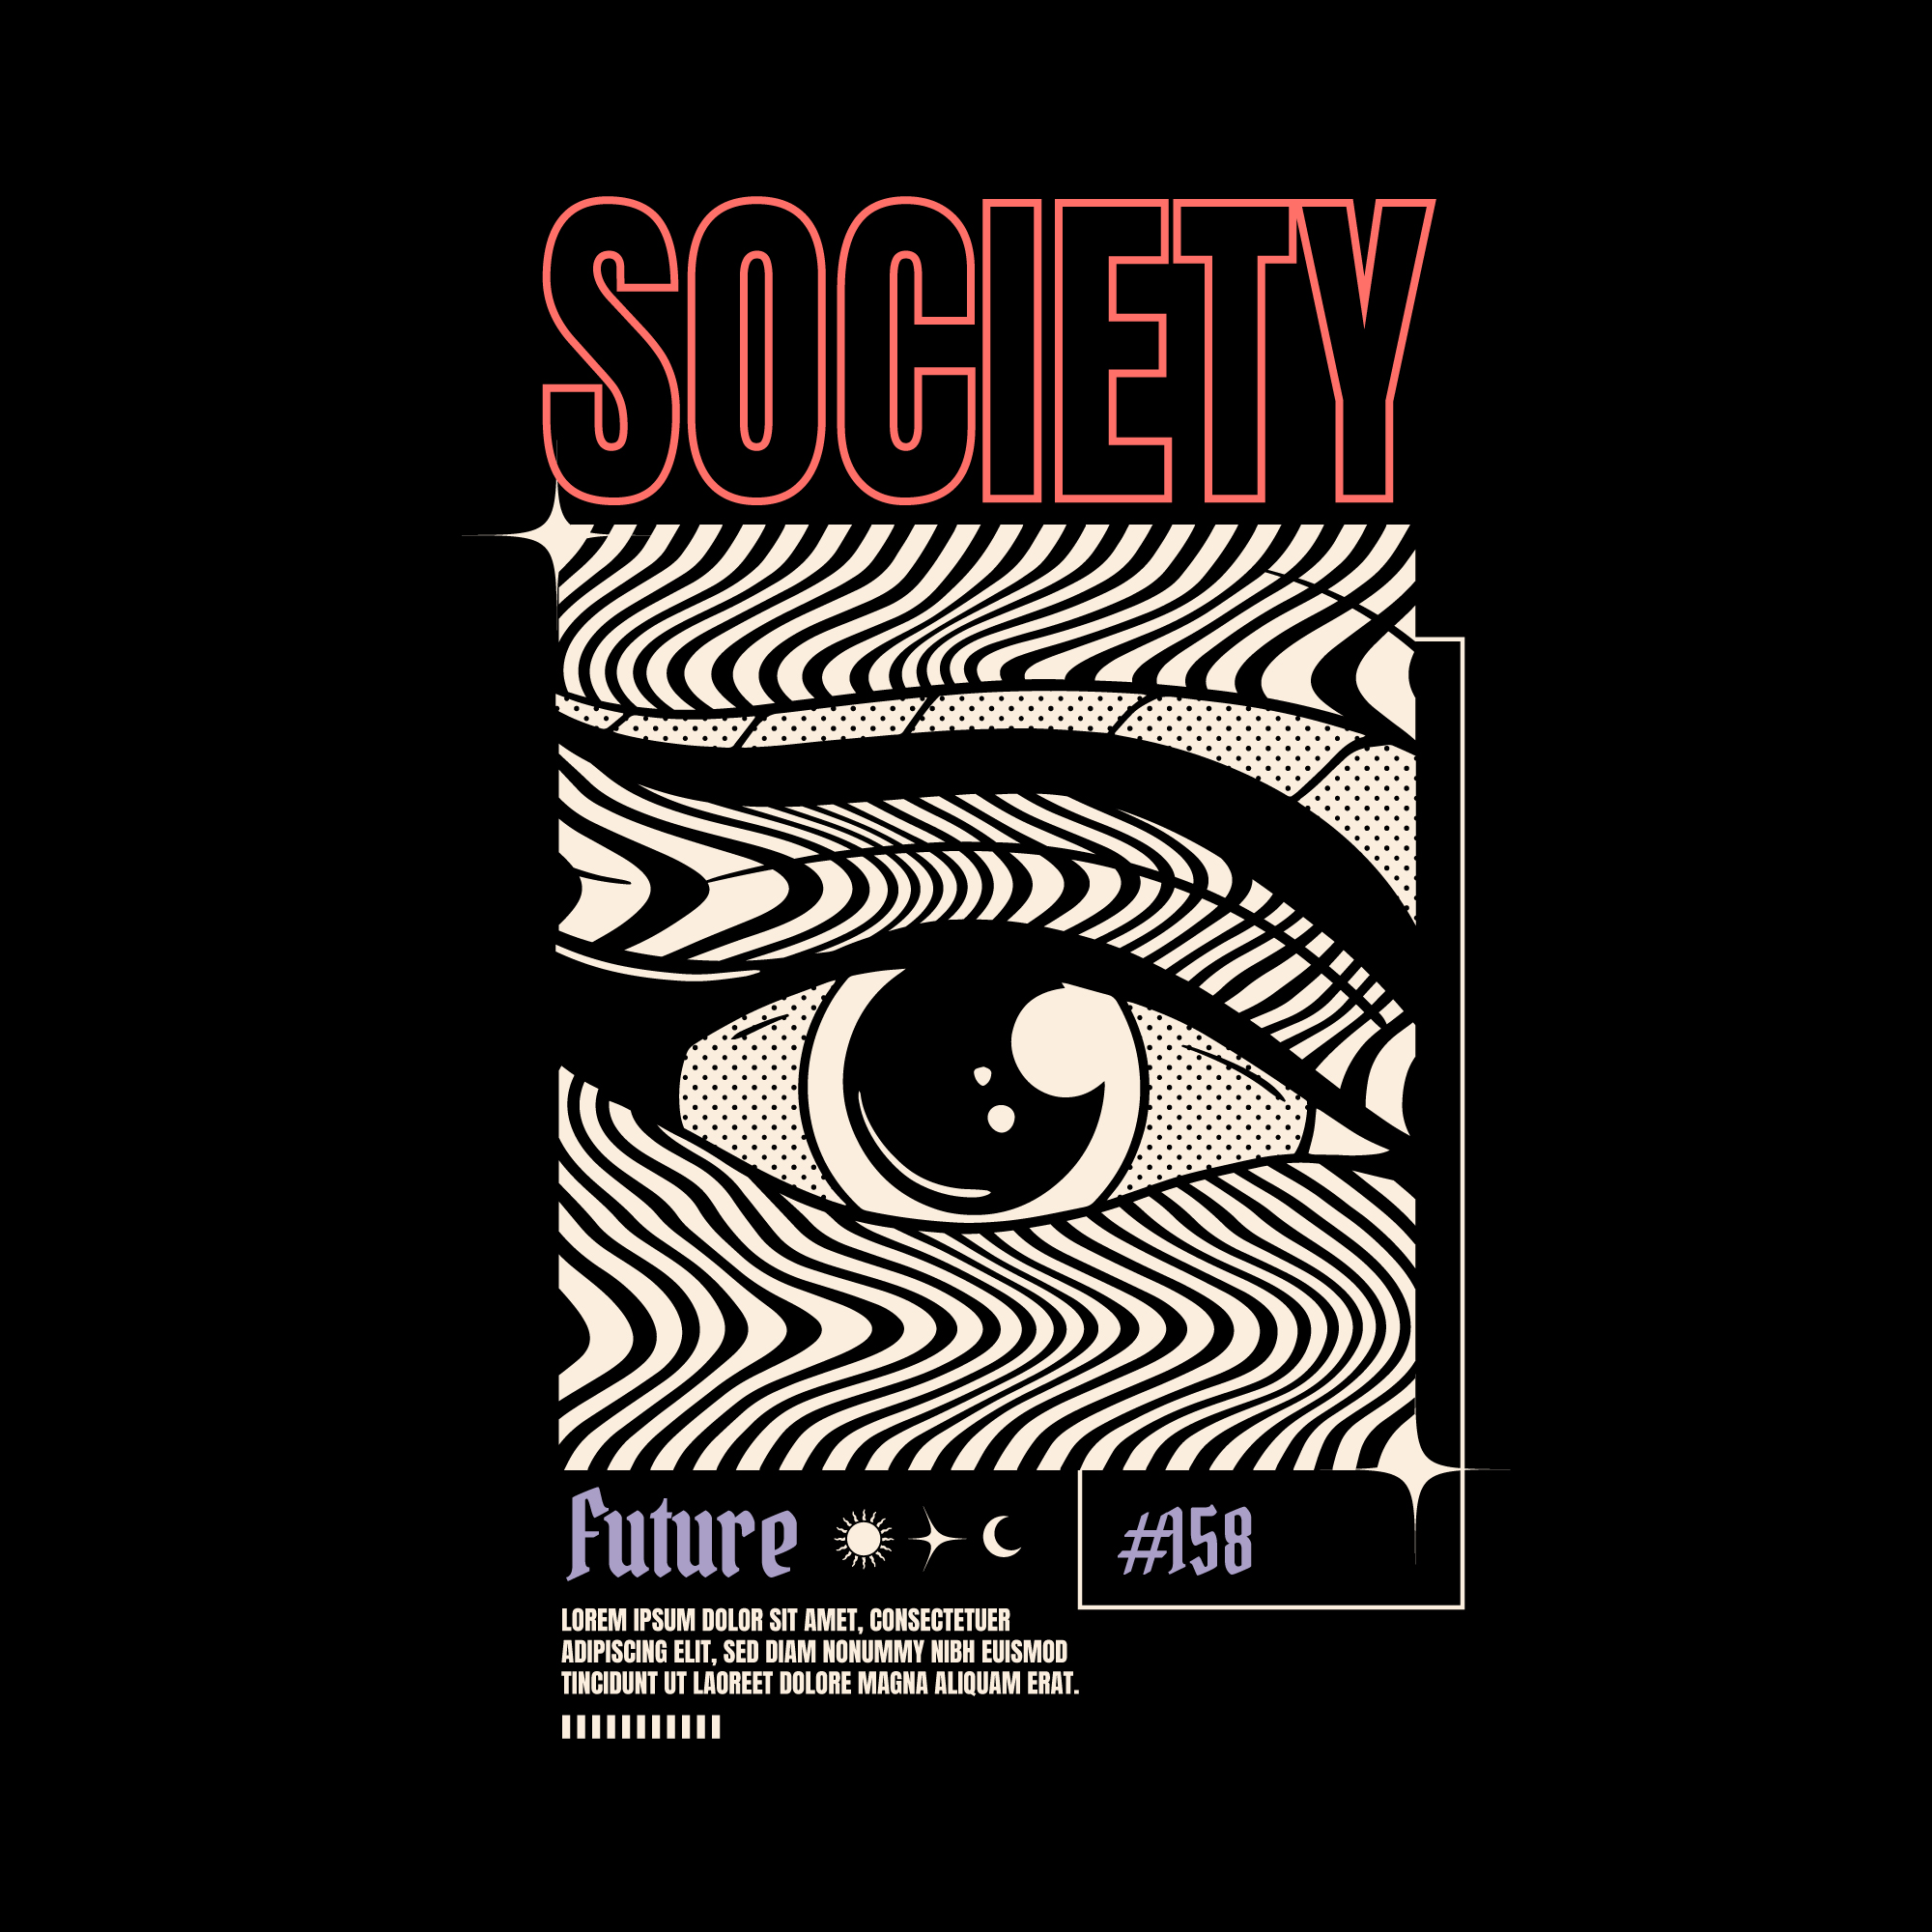 SOCIETY
Future
#158
LOREM IPSUM DOLOR SIT AMET, CONSECTETUER
ADIPISCING ELIT, SED DIAM NONUMMY NIBH EUISMOD
TINCIDUNT UT LAOREET DOLORE MAGNA ALIQUAM ERAT.